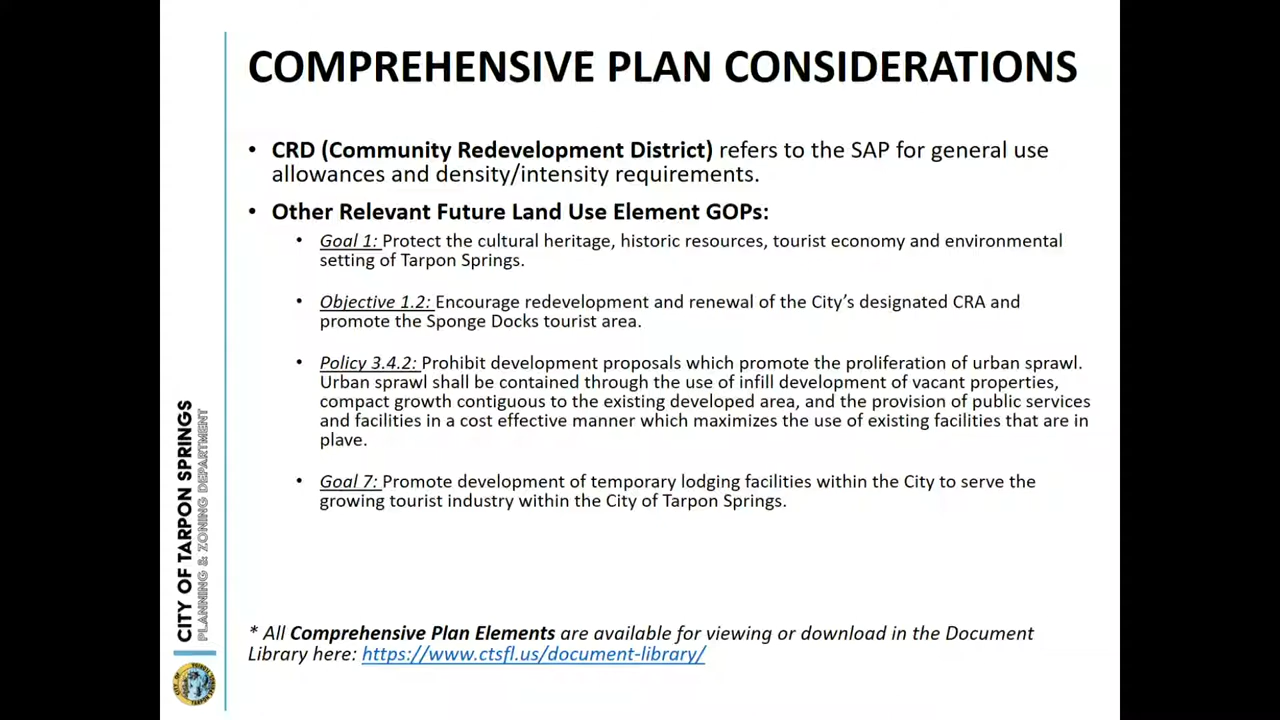 COMPREHENSIVE PLAN CONSIDERATIONS
• CRD (Community Redevelopment District) refers to the SAP for general use
allowances and density/intensity requirements.
• Other Relevant Future Land Use Element GOPs:
• Goal 1: Protect the cultural heritage, historic resources, tourist economy and environmental
setting of Tarpon Springs.
• Objective 1.2: Encourage redevelopment and renewal of the City's designated CRA and
promote the Sponge Docks tourist area.
• Policy 3.4.2: Prohibit development proposals which promote the proliferation of urban sprawl.
Urban sprawl shall be contained through the use of infill development of vacant properties,
compact growth contiguous to the existing developed area, and the provision of public services
and facilities in a cost effective manner which maximizes the use of existing facilities that are in
plave.
• Goal 7: Promote development of temporary lodging facilities within the City to serve the
growing tourist industry within the City of Tarpon Springs.
* All Comprehensive Plan Elements are available for viewing or download in the Document
Library here: https://www.ctsfl.us/document-library/
CITY OF TARPON SPRINGS
PLANNING & ZONING DEPARTMENT